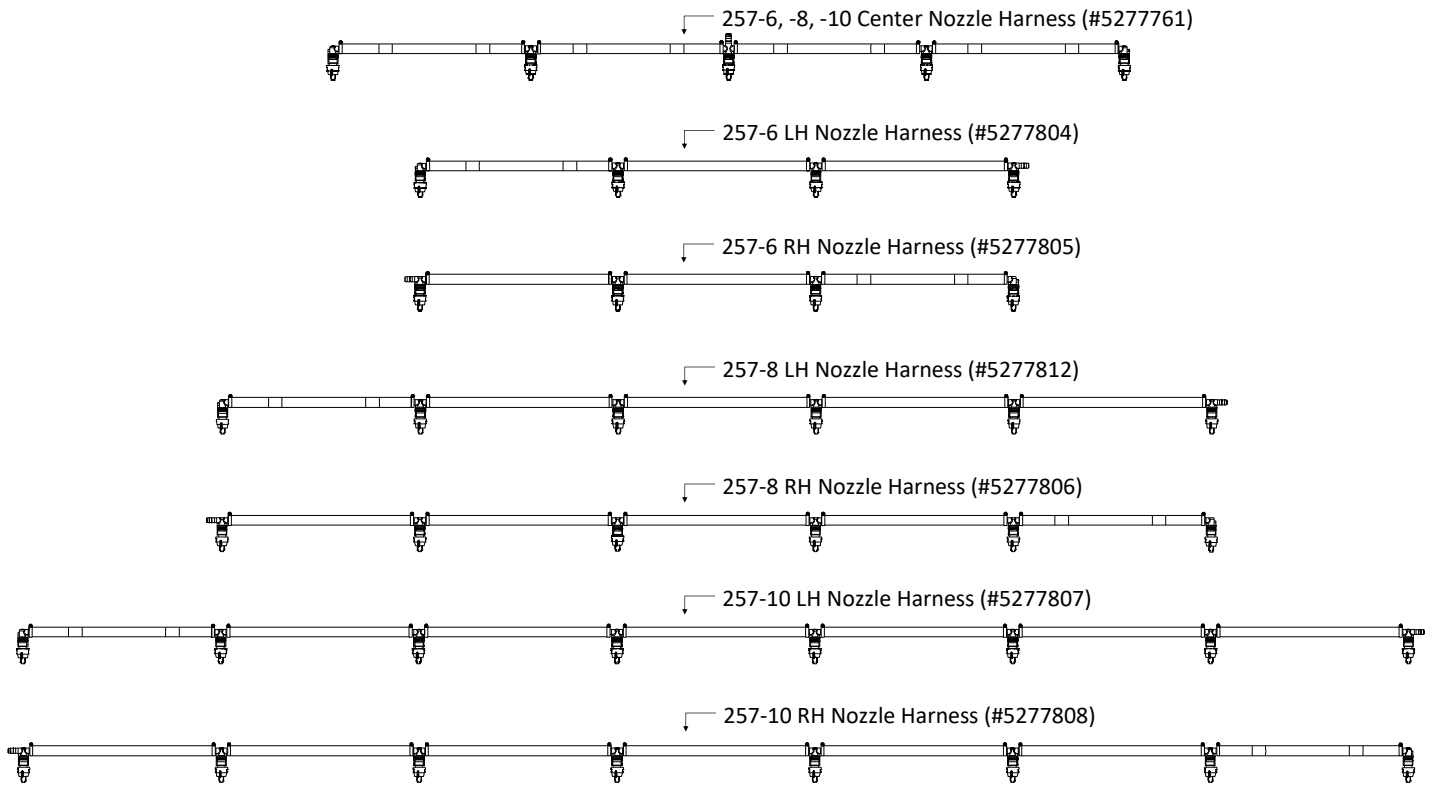 257-6, -8, -10 Center Nozzle Harness (#5277761)
257-6 LH Nozzle Harness (#5277804)
257-6 RH Nozzle Harness (#5277805)
257-8 LH Nozzle Harness (#5277812)
257-8 RH Nozzle Harness (#5277806)
257-10 LH Nozzle Harness (#5277807)
257-10 RH Nozzle Harness (#5277808)